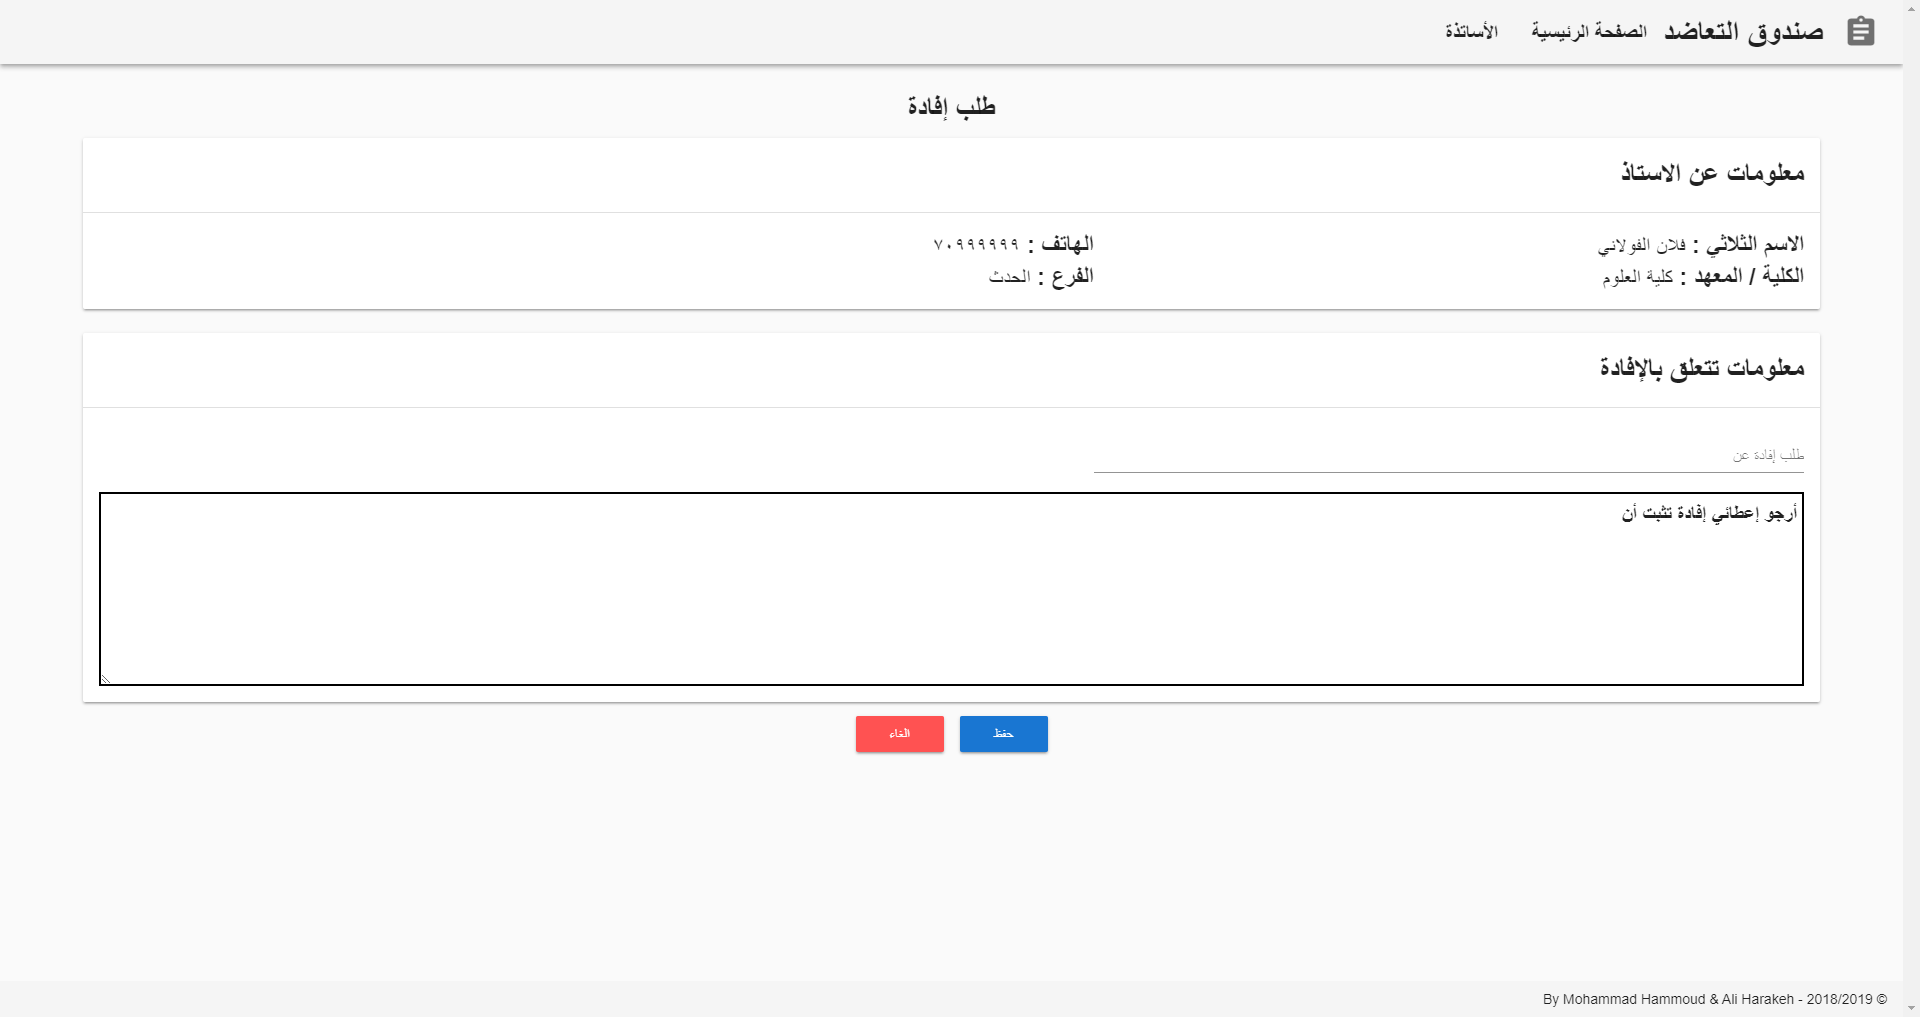 صندوق التعاضد الصفحة الرئيسية الأساتذة
طلب إفادة
معلومات عن الاستاذ
الاسم الثلاثي : فلان الفولاني
الهاتف : ٧٠٩٩٩٩٩٩
الكلية / المعهد : كلية العلوم
الفرع : الحدث
معلومات تتعلق بالإفادة
طلب إفادة عن
أرجو إعطائي إفادة تثبت أن
حفظ
الغاء
By Mohammad Hammoud & Ali Harakeh - 2018/2019 ©